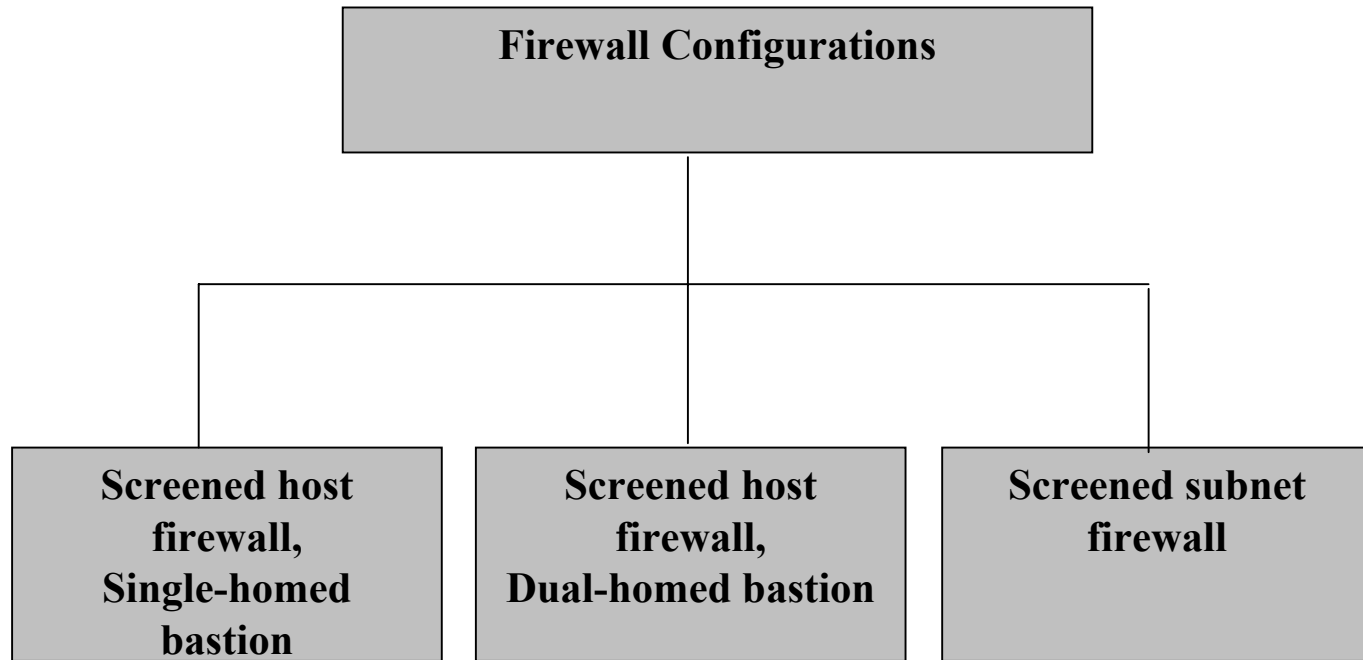 Firewall Configurations
Screened host
firewall,
Single-homed
bastion
Screened host
firewall,
Dual-homed bastion
Screened subnet
firewall